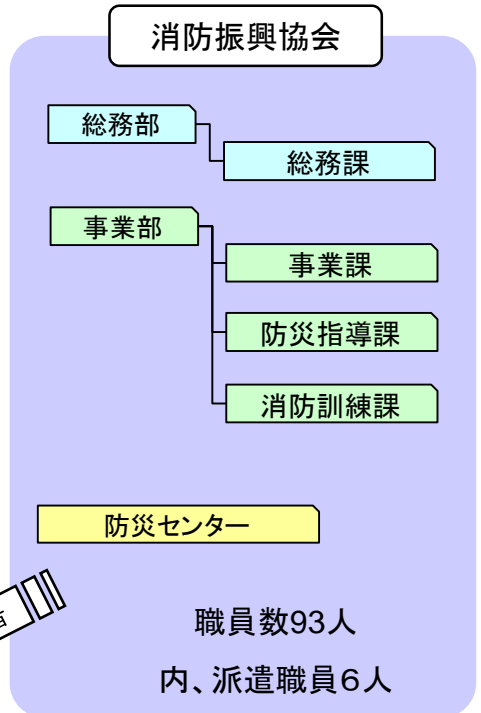 消防振興協会
総務部
総務課
事業部
事業課
防災指導課
消防訓練課
防災センター
職員数93人
内、派遣職員6人